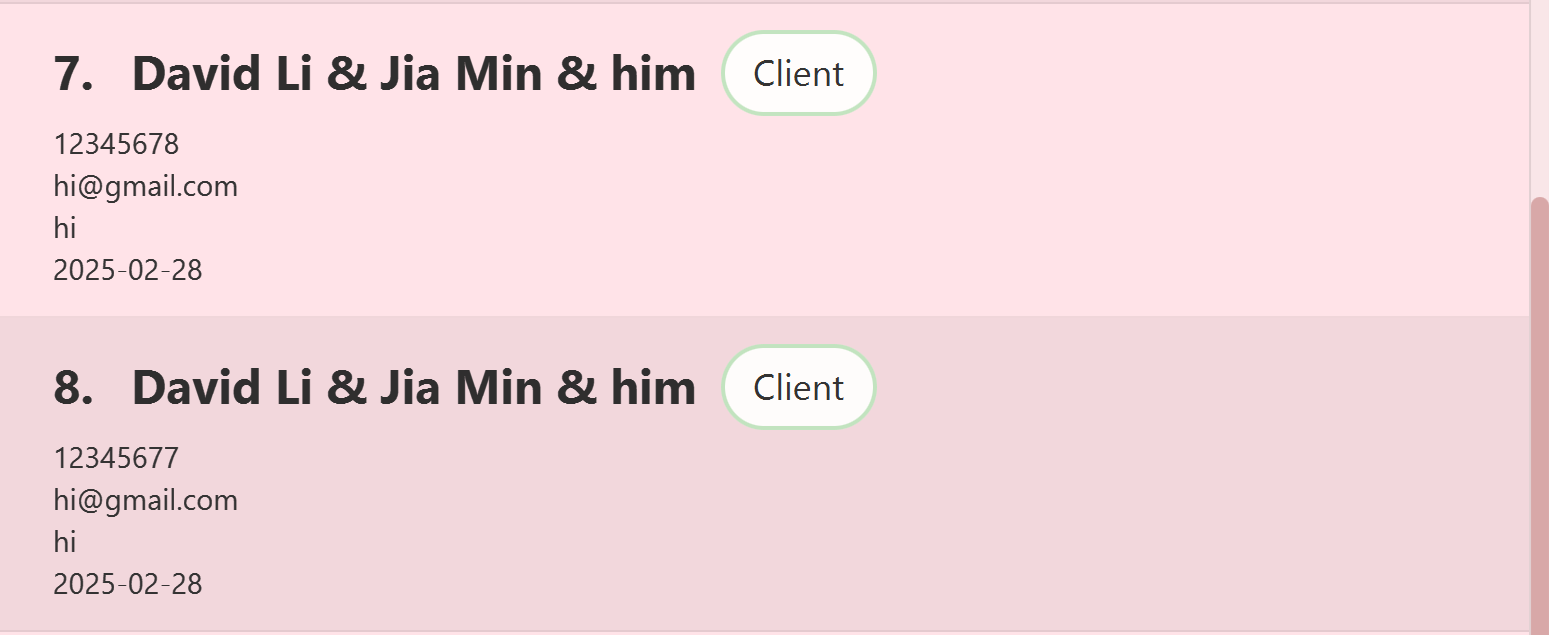 7. David Li & Jia Min & him Client
12345678
hi@gmail.com
hi
2025-02-28
8. David Li & Jia Min & him Client
12345677
hi@gmail.com
hi
2025-02-28